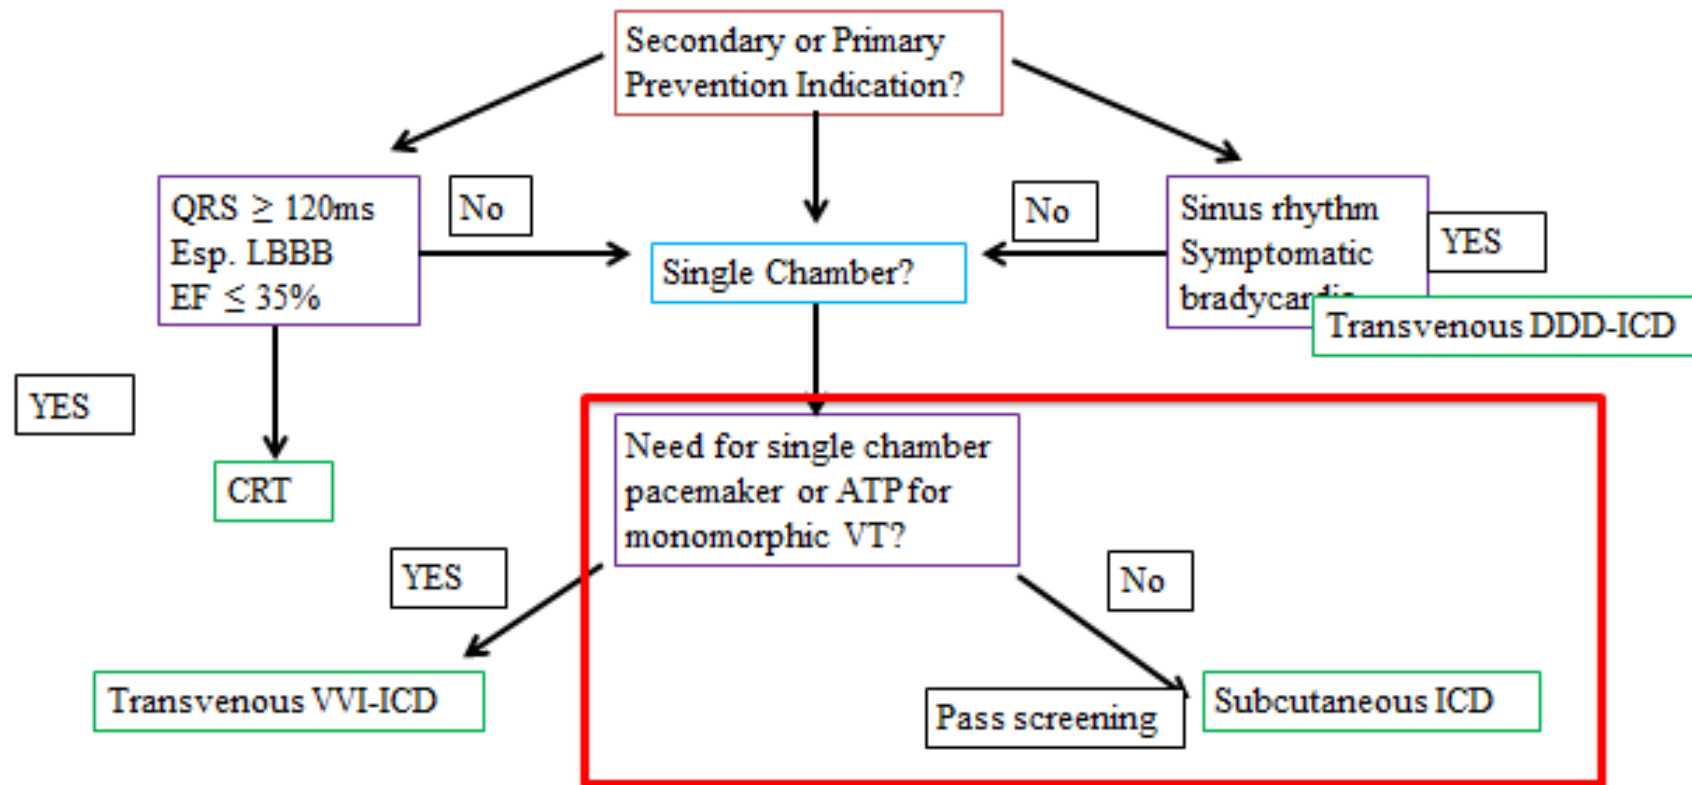 Secondary or Primary
Prevention Indication?
QRS ≥ 120ms
Esp. LBBB
EF ≤ 35%
No
No
Sinus rhythm
Symptomatic
bradycardia
YES
Single Chamber?
Transvenous DDD-ICD
YES
CRT
Need for single chamber
pacemaker or ATP for
monomorphic VT?
YES
No
Transvenous VVI-ICD
Pass screening
Subcutaneous ICD